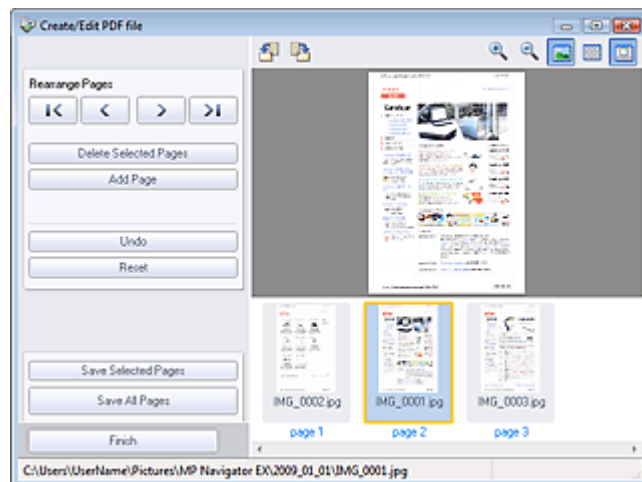 Create/Edit PDF file
Rearrange Pages
Delete Selected Pages
Add Page
Undo
Reset
Save Selected Pages
Save All Pages
Finish
IMG_0002.jpg
IMG_0001.jpg
IMG_0003.jpg
page 1
page 2
page 3
C:\Users\UserName\Pictures\MP Navigator EX\2009_01_01\IMG_0001.jpg